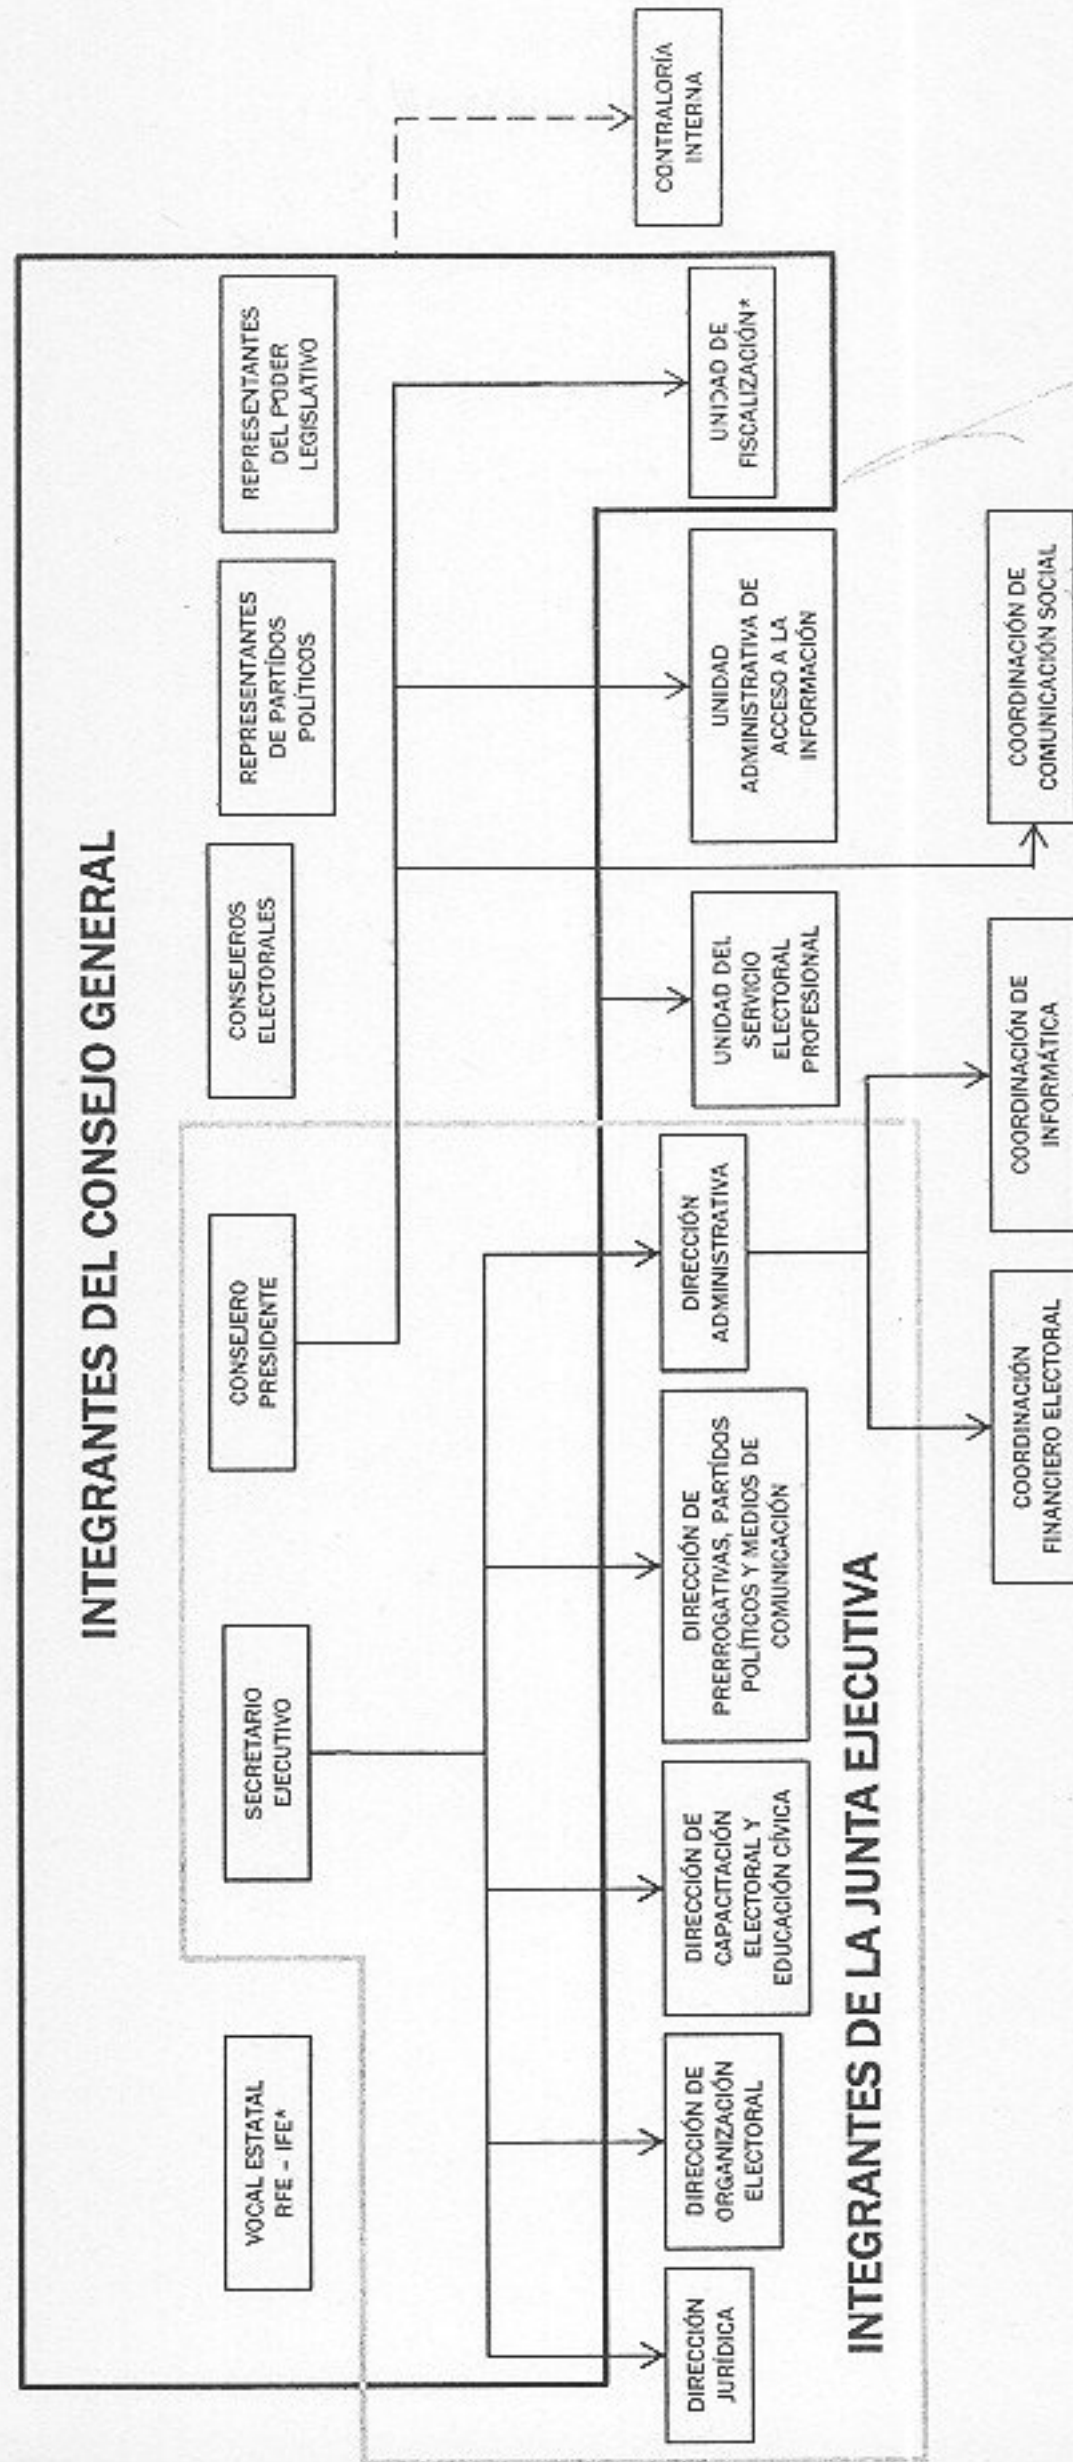 INTEGRANTES DEL CONSEJO GENERAL
VOCAL ESTATAL
RFE – IFE*
SECRETARIO
EJECUTIVO
CONSEJERO
PRESIDENTE
CONSEJEROS
ELECTORALES
REPRESENTANTES
DE PARTÍDOS
POLÍTICOS
REPRESENTANTES
DEL PODER
LEGISLATIVO
CONTRALORÍA
INTERNA
DIRECCIÓN
JURÍDICA
DIRECCIÓN DE
ORGANIZACIÓN
ELECTORAL
DIRECCIÓN DE
CAPACITACIÓN
ELECTORAL Y
EDUCACIÓN CÍVICA
DIRECCIÓN DE
PRERROGATIVAS, PARTÍDOS
POLÍTICOS Y MEDIOS DE
COMUNICACIÓN
DIRECCIÓN
ADMINISTRATIVA
UNIDAD DEL
SERVICIO
ELECTORAL
PROFESIONAL
UNIDAD
ADMINISTRATIVA DE
ACCESO A LA
INFORMACIÓN
UNIDAD DE
FISCALIZACIÓN*
INTEGRANTES DE LA JUNTA EJECUTIVA
COORDINACIÓN
FINANCIERO ELECTORAL
COORDINACIÓN DE
INFORMÁTICA
COORDINACIÓN DE
COMUNICACIÓN SOCIAL